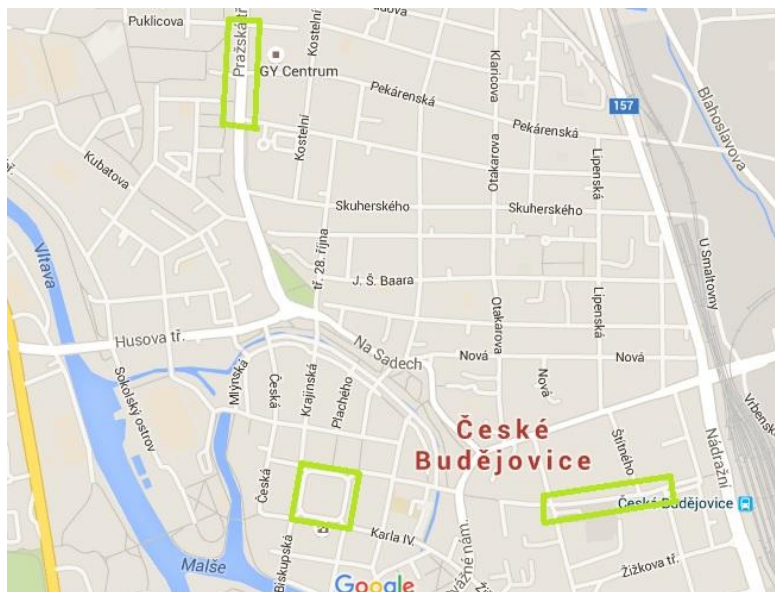 Puklicova
Pražská tř.
GY Centrum
Kostelní
Kostelní
Klaricova
Pekárenská
Pekárenská
157
Blahoslavova
Kubatova
Otakarova
Lipenská
Skuherského
Skuherského
Vltava
tř. 28. října
U Smaltovny
J. Š. Baara
Otakarova
Lipenská
Husova tř.
Na Sadech
Nová
Nová
Nová
Mlýnská
Česká
Krajinská
Plachého
Sokolský ostrov
České
Budějovice
Štítného
Nádražní
Česká
České Budějovice
Karla IV.
Biskupská
Malše
Žižkova tř.
Google